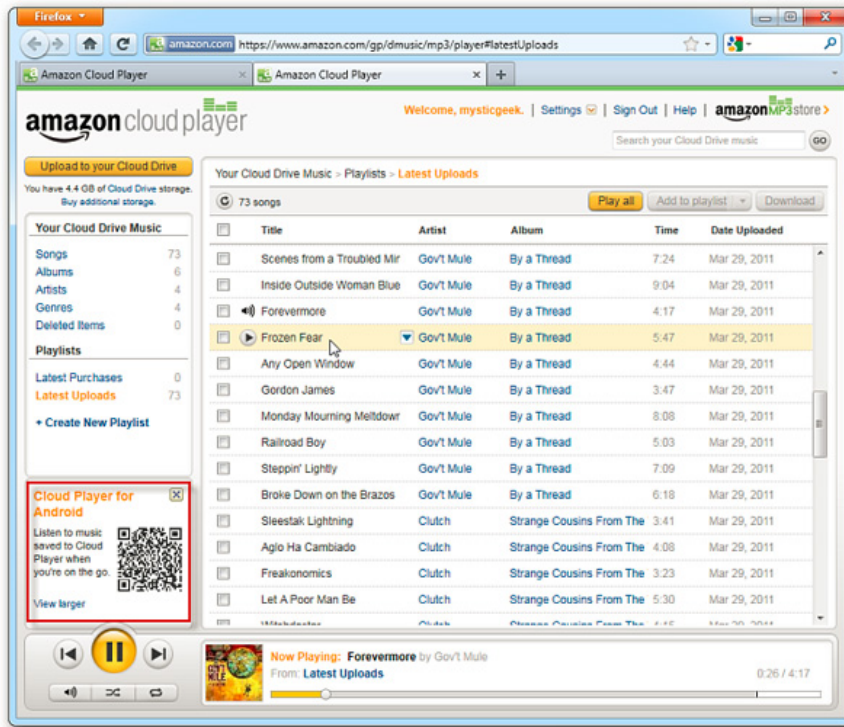 Firefox
amazon.com https://www.amazon.com/gp/dmusic/mp3/player#latestUploads
Amazon Cloud Player
Amazon Cloud Player
amazon cloud player
Welcome, mysticgeek. | Settings | Sign Out | Help | amazon MP3 store >
Search your Cloud Drive music GO
Upload to your Cloud Drive
You have 4.4 GB of Cloud Drive storage.
Buy additional storage.
Your Cloud Drive Music
Songs 73
Albums 6
Artists 4
Genres 4
Deleted Items 0
Playlists
Latest Purchases 0
Latest Uploads 73
+ Create New Playlist
Cloud Player for
Android
Listen to music
saved to Cloud
Player when
you're on the go.
View larger
Your Cloud Drive Music > Playlists > Latest Uploads
73 songs Play all Add to playlist Download
Title Artist Album Time Date Uploaded
Scenes from a Troubled Mir Gov't Mule By a Thread 7:24 Mar 29, 2011
Inside Outside Woman Blue Gov't Mule By a Thread 9:04 Mar 29, 2011
Forevermore Gov't Mule By a Thread 4:17 Mar 29, 2011
Frozen Fear Gov't Mule By a Thread 5:47 Mar 29, 2011
Any Open Window Gov't Mule By a Thread 4:44 Mar 29, 2011
Gordon James Gov't Mule By a Thread 3:47 Mar 29, 2011
Monday Mourning Meltdowr Gov't Mule By a Thread 8:08 Mar 29, 2011
Railroad Boy Gov't Mule By a Thread 5:03 Mar 29, 2011
Steppin' Lightly Gov't Mule By a Thread 7:09 Mar 29, 2011
Broke Down on the Brazos Gov't Mule By a Thread 6:18 Mar 29, 2011
Sleestak Lightning Clutch Strange Cousins From The 3:41 Mar 29, 2011
Aglo Ha Cambiado Clutch Strange Cousins From The 4:08 Mar 29, 2011
Freakonomics Clutch Strange Cousins From The 3:23 Mar 29, 2011
Let A Poor Man Be Clutch Strange Cousins From The 5:30 Mar 29, 2011
Clutch Strange Cousins From The 4:15 Mar 29, 2011
Now Playing: Forevermore by Gov't Mule
From: Latest Uploads 0:26 / 4:17